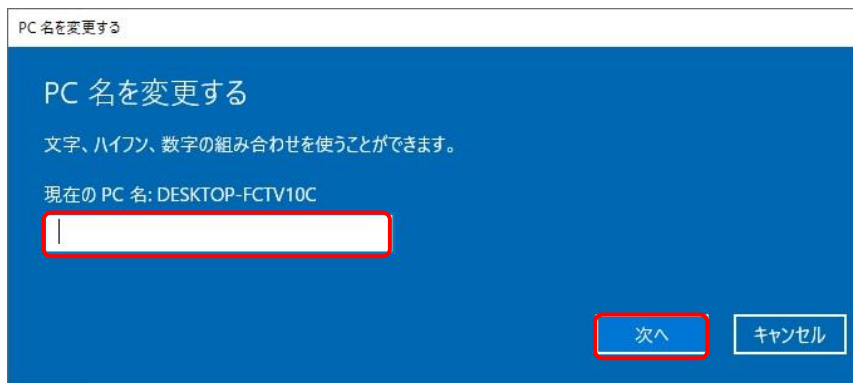 PC 名を変更する
PC 名を変更する
文字、ハイフン、数字の組み合わせを使うことができます。
現在の PC 名: DESKTOP-FCTV10C
次へ キャンセル